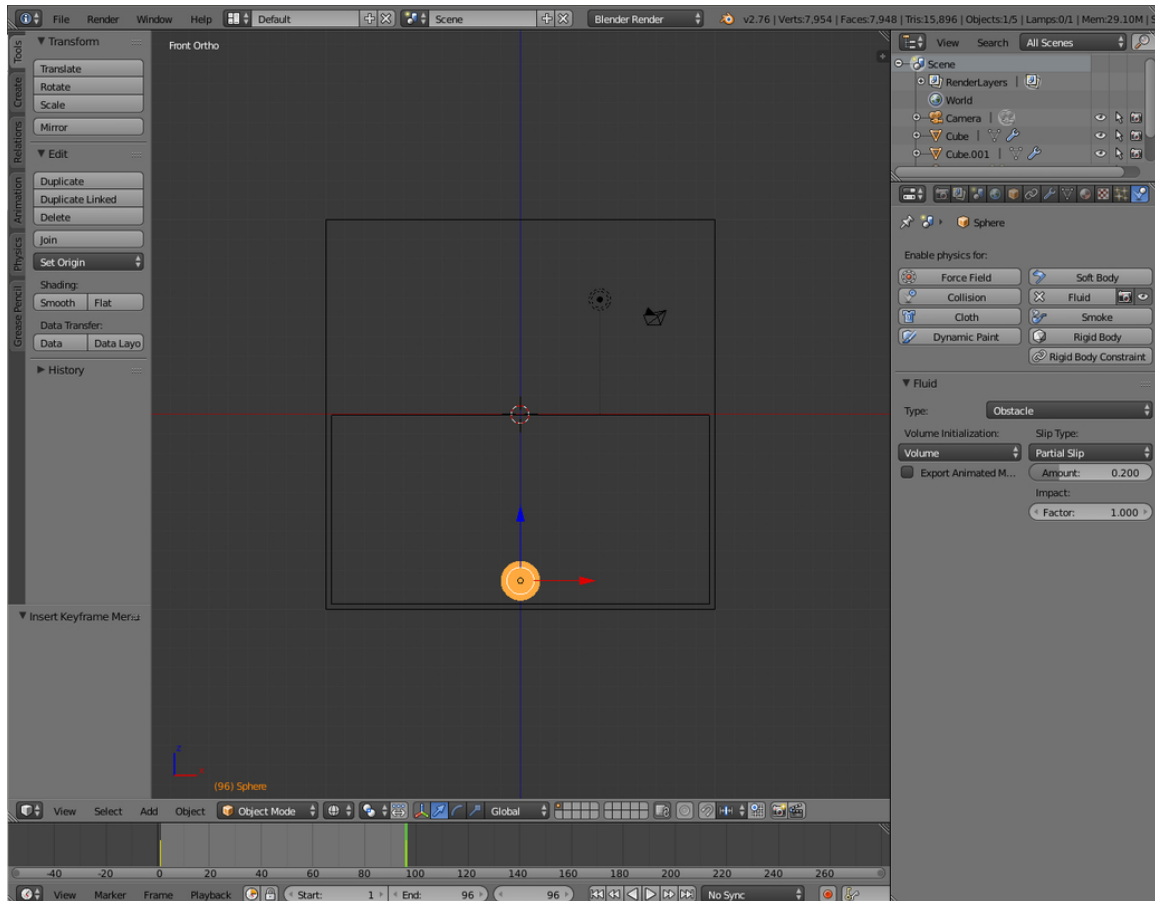 File Render Window Help Default Scene Blender Render v2.76 | Verts:7,954 | Faces:7,948 | Tris:15,896 | Objects:1/5 | Lamps:0/1 | Mem:29.10M | S
Tools
Create
Relations
Animation
Physics
Grease Pencil
Transform
Translate
Rotate
Scale
Mirror
Edit
Duplicate
Duplicate Linked
Delete
Join
Set Origin
Shading:
Smooth Flat
Data Transfer:
Data Data Layo
History
Insert Keyframe Menu
Front Ortho
z
x
(96) Sphere
View Select Add Object Object Mode Global
-40 -20 0 20 40 60 80 100 120 140 160 180 200 220 240 260
View Marker Frame Playback Start: 1 End: 96 96 No Sync
View Search All Scenes
Scene
RenderLayers |
World
Camera |
Cube |
Cube.001 |
Sphere
Enable physics for:
Force Field Soft Body
Collision Fluid
Cloth Smoke
Dynamic Paint Rigid Body
Rigid Body Constraint
Fluid
Type: Obstacle
Volume Initialization: Slip Type:
Volume Partial Slip
Export Animated M... Amount: 0.200
Impact:
Factor: 1.000